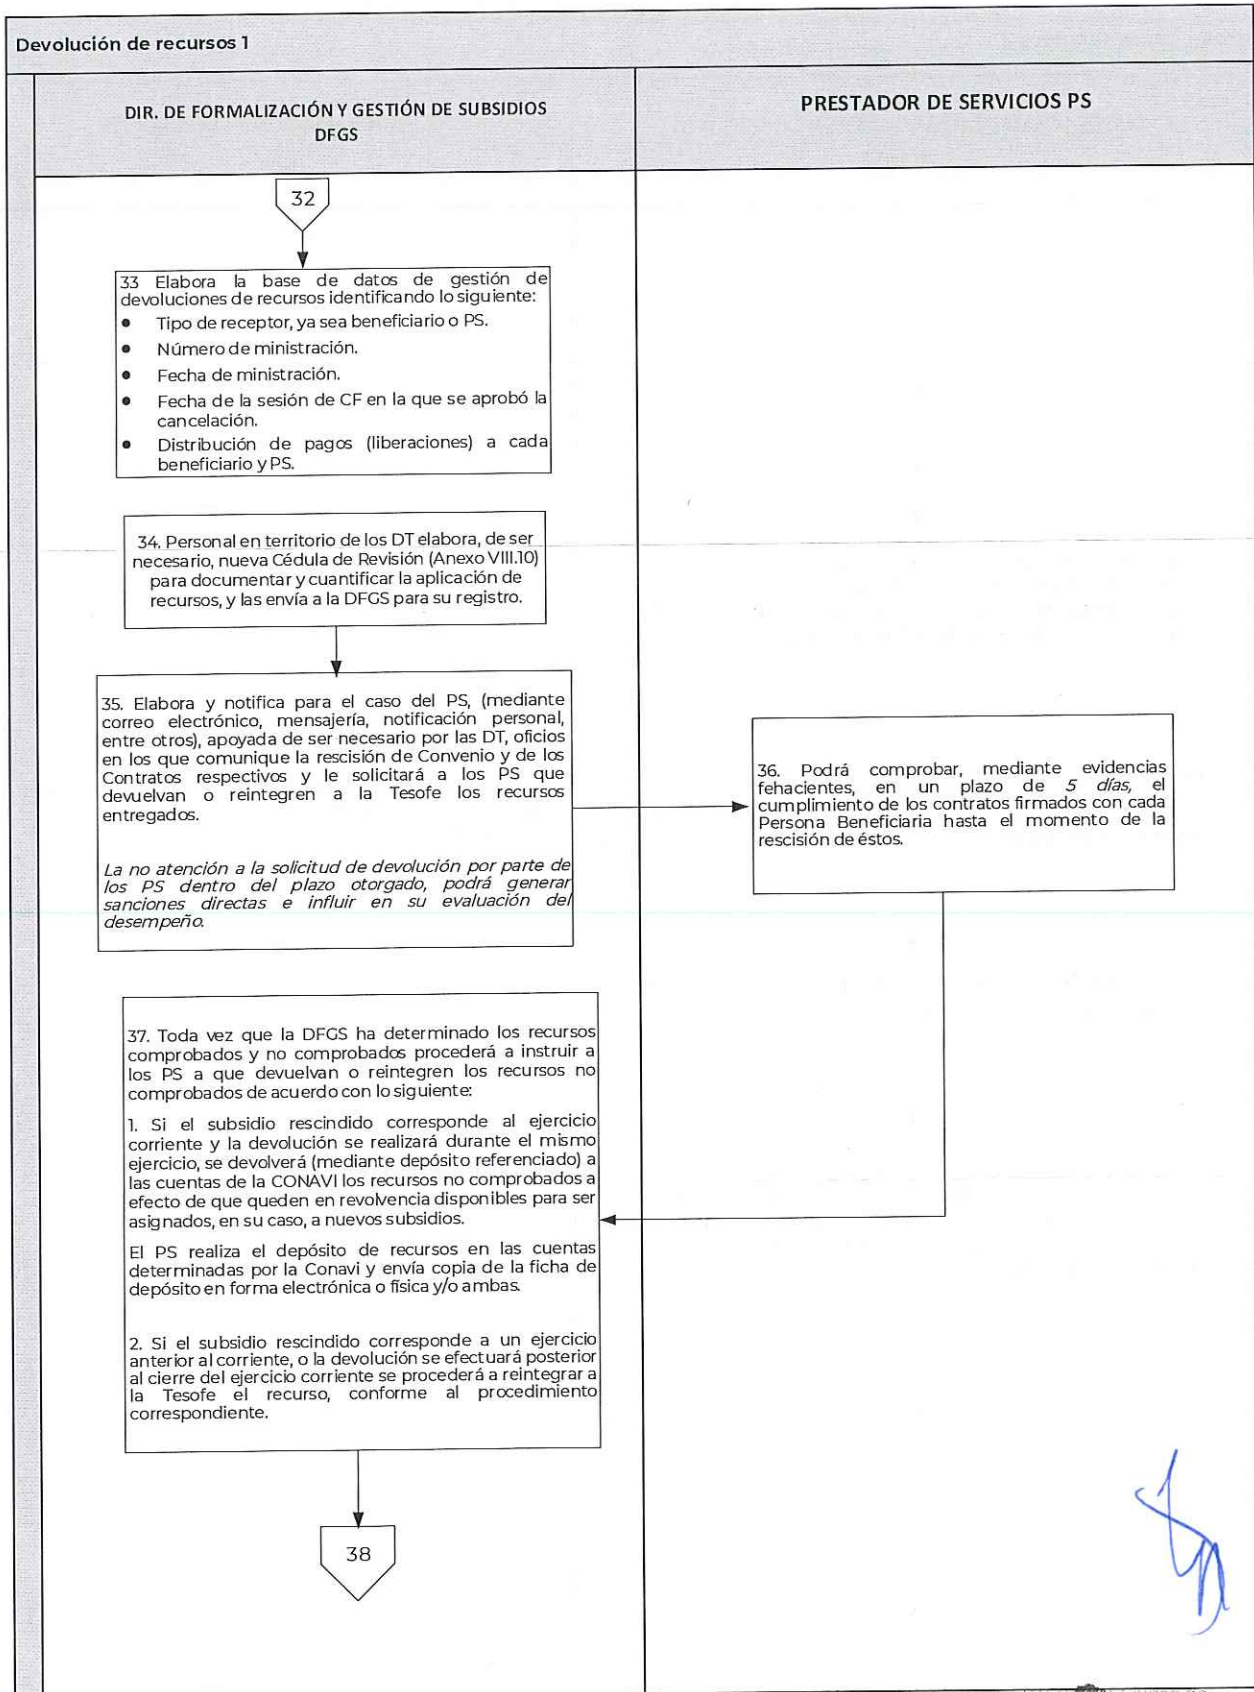 Devolución de recursos 1
DIR. DE FORMALIZACIÓN Y GESTIÓN DE SUBSIDIOS
DFGS
PRESTADOR DE SERVICIOS PS
32
33 Elabora la base de datos de gestión de
devoluciones de recursos identificando lo siguiente:
● Tipo de receptor, ya sea beneficiario o PS.
● Número de ministración.
● Fecha de ministración.
● Fecha de la sesión de CF en la que se aprobó la
cancelación.
● Distribución de pagos (liberaciones) a cada
beneficiario y PS.
34. Personal en territorio de los DT elabora, de ser
necesario, nueva Cédula de Revisión (Anexo VIII.10)
para documentar y cuantificar la aplicación de
recursos, y las envía a la DFGS para su registro.
35. Elabora y notifica para el caso del PS, (mediante
correo electrónico, mensajería, notificación personal,
entre otros), apoyada de ser necesario por las DT, oficios
en los que comunique la rescisión de Convenio y de los
Contratos respectivos y le solicitará a los PS que
devuelvan o reintegren a la Tesofe los recursos
entregados.
La no atención a la solicitud de devolución por parte de
los PS dentro del plazo otorgado, podrá generar
sanciones directas e influir en su evaluación del
desempeño.
36. Podrá comprobar, mediante evidencias
fehacientes, en un plazo de 5 días, el
cumplimiento de los contratos firmados con cada
Persona Beneficiaria hasta el momento de la
rescisión de éstos.
37. Toda vez que la DFGS ha determinado los recursos
comprobados y no comprobados procederá a instruir a
los PS a que devuelvan o reintegren los recursos no
comprobados de acuerdo con lo siguiente:
1. Si el subsidio rescindido corresponde al ejercicio
corriente y la devolución se realizará durante el mismo
ejercicio, se devolverá (mediante depósito referenciado) a
las cuentas de la CONAVI los recursos no comprobados a
efecto de que queden en revolvencia disponibles para ser
asignados, en su caso, a nuevos subsidios.
El PS realiza el depósito de recursos en las cuentas
determinadas por la Conavi y envía copia de la ficha de
depósito en forma electrónica o física y/o ambas.
2. Si el subsidio rescindido corresponde a un ejercicio
anterior al corriente, o la devolución se efectuará posterior
al cierre del ejercicio corriente se procederá a reintegrar a
la Tesofe el recurso, conforme al procedimiento
correspondiente.
38